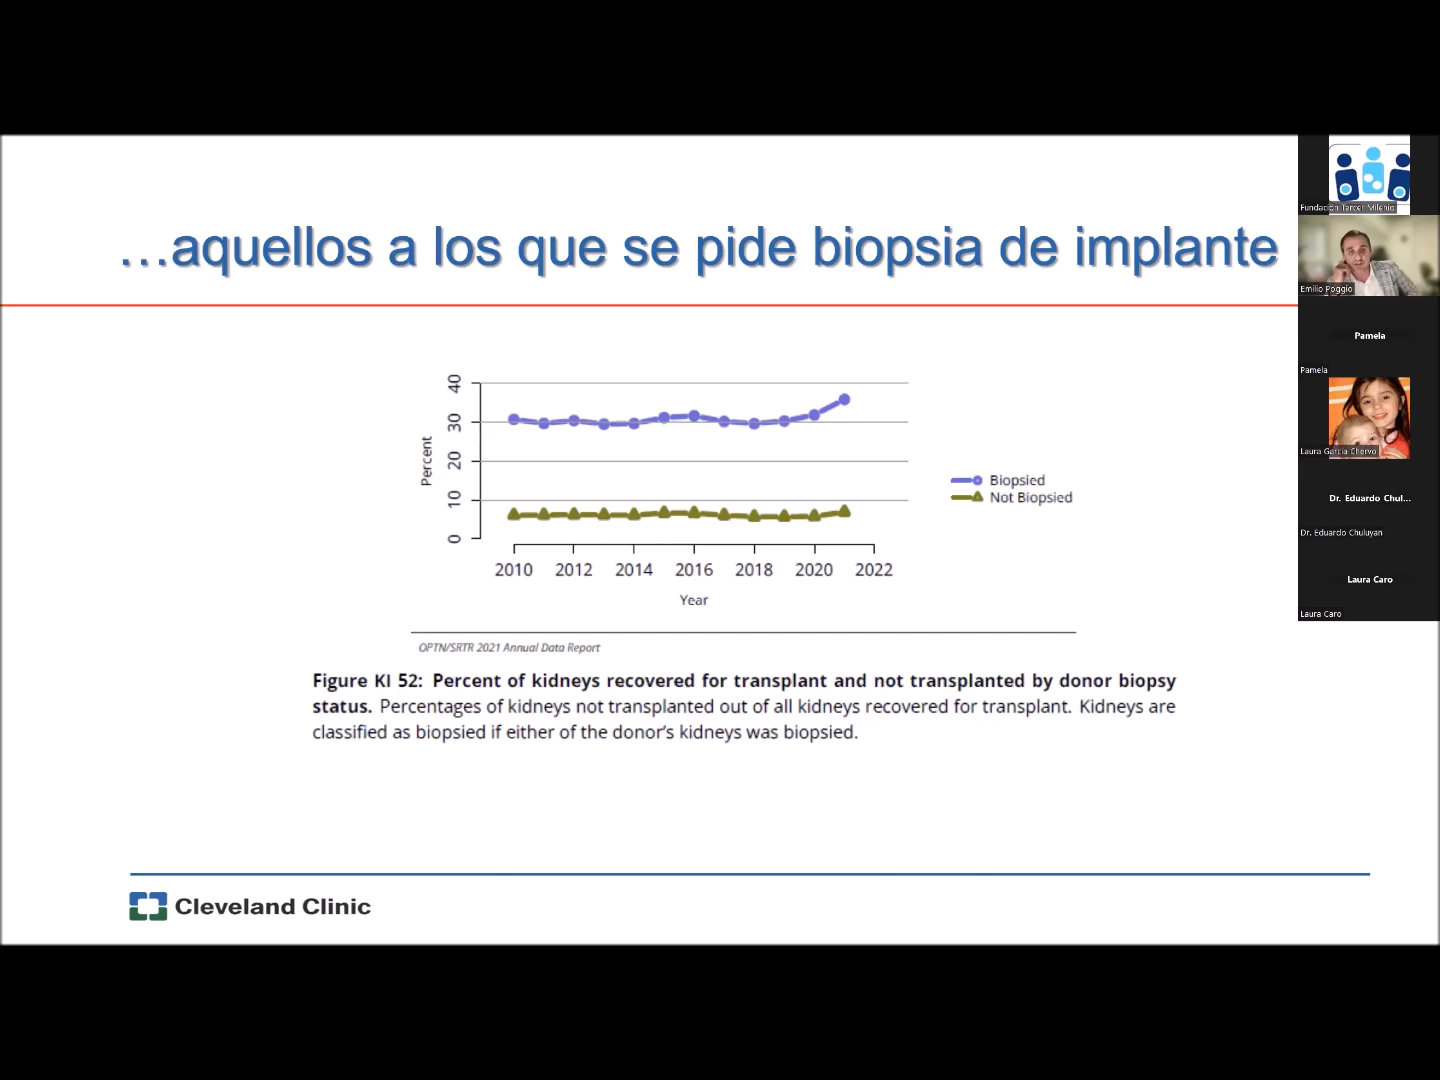 …aquellos a los que se pide biopsia de implante
40
30
20
10
0
Percent
2010 2012 2014 2016 2018 2020 2022
Year
Biopsied
Not Biopsied
OPTN/SRTR 2021 Annual Data Report
Figure KI 52: Percent of kidneys recovered for transplant and not transplanted by donor biopsy
status. Percentages of kidneys not transplanted out of all kidneys recovered for transplant. Kidneys are
classified as biopsied if either of the donor's kidneys was biopsied.
Cleveland Clinic
Fundación Tercer Milenio
Emilio Poggio
Pamela
Pamela
Laura Garcia Chervo
Dr. Eduardo Chul...
Dr. Eduardo Chuluyan
Laura Caro
Laura Caro